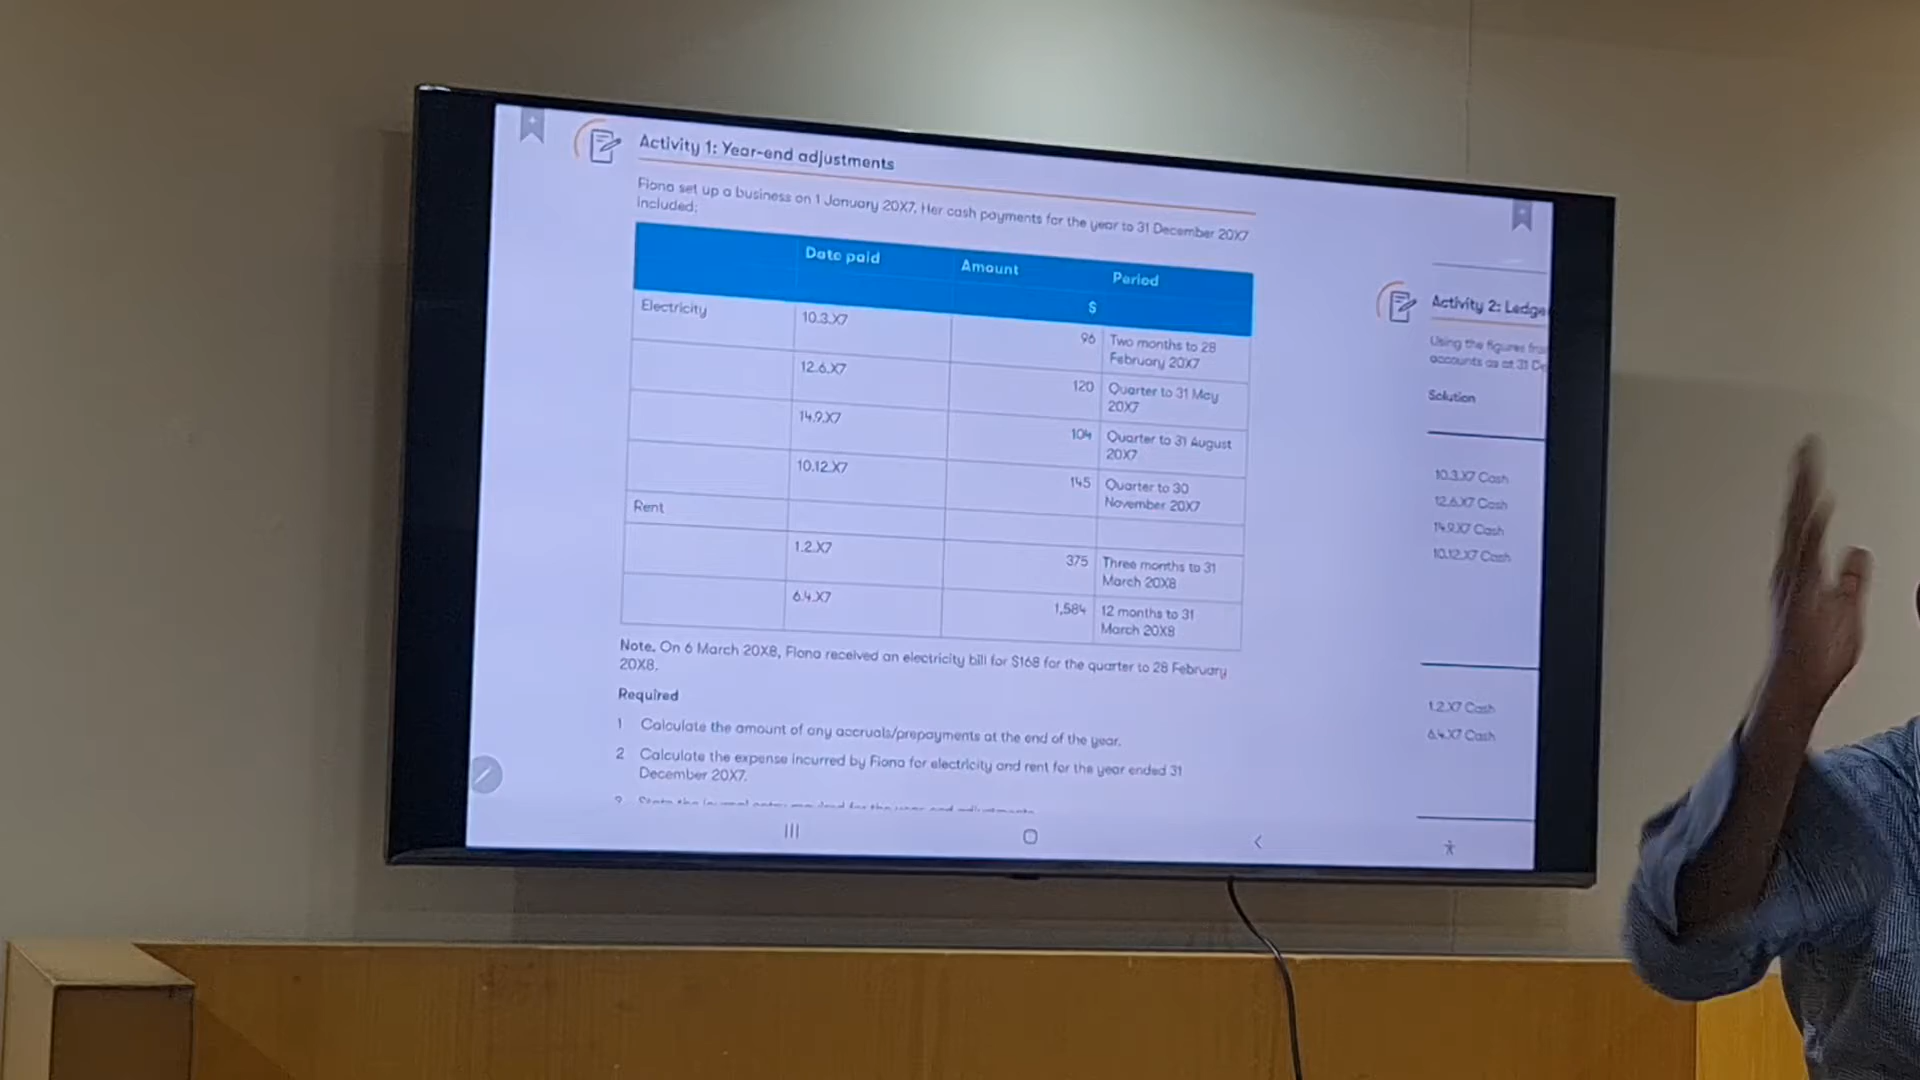 Activity 1: Year-end adjustments
Fiona set up a business on 1 January 20X7. Her cash payments for the year to 31 December 20X7
included:
Date paid Amount Period
$
Electricity 10.3.X7 96 Two months to 28
February 20X7
12.6.X7 120 Quarter to 31 May
20X7
14.9.X7 104 Quarter to 31 August
20X7
10.12.X7 145 Quarter to 30
November 20X7
Rent
1.2.X7 375 Three months to 31
March 20X8
6.4.X7 1,584 12 months to 31
March 20X8
Note. On 6 March 20X8, Fiona received an electricity bill for $168 for the quarter to 28 February
20X8.
Required
1 Calculate the amount of any accruals/prepayments at the end of the year.
2 Calculate the expense incurred by Fiona for electricity and rent for the year ended 31
December 20X7.
Activity 2: Ledge
Using the figures
accounts as at 31 De
Solution
10.3.X7 Cash
12.6.X7 Cash
14.9.X7 Cash
10.12.X7 Cash
1.2.X7 Cash
6.4.X7 Cash